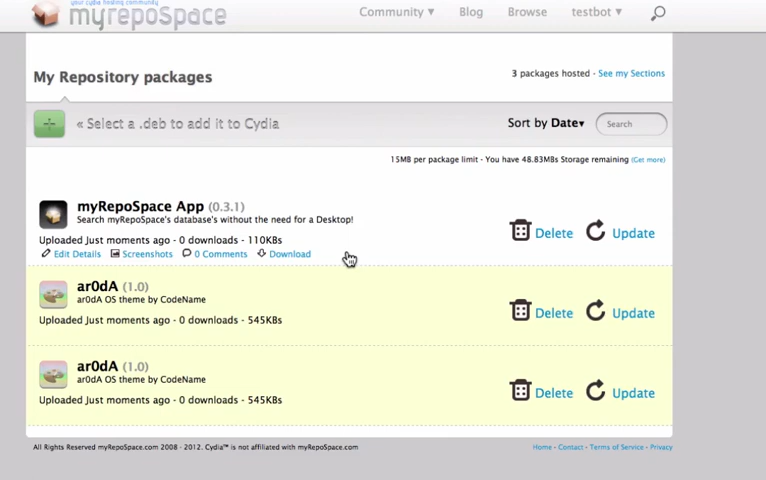 your cydia hosting community
myrepoSpace
Community ▾ Blog Browse testbot ▾
My Repository packages
3 packages hosted - See my Sections
« Select a .deb to add it to Cydia
Sort by Date▾ Search
15MB per package limit - You have 48.83MBs Storage remaining (Get more)
myRepoSpace App (0.3.1)
Search myRepoSpace's database's without the need for a Desktop!
Uploaded Just moments ago - 0 downloads - 110KBs
Edit Details Screenshots 0 Comments Download
Delete Update
ar0dA (1.0)
ar0dA OS theme by CodeName
Uploaded Just moments ago - 0 downloads - 545KBs
Delete Update
ar0dA (1.0)
ar0dA OS theme by CodeName
Uploaded Just moments ago - 0 downloads - 545KBs
Delete Update
All Rights Reserved myRepoSpace.com 2008 - 2012. Cydia™ is not affiliated with myRepoSpace.com
Home - Contact - Terms of Service - Privacy